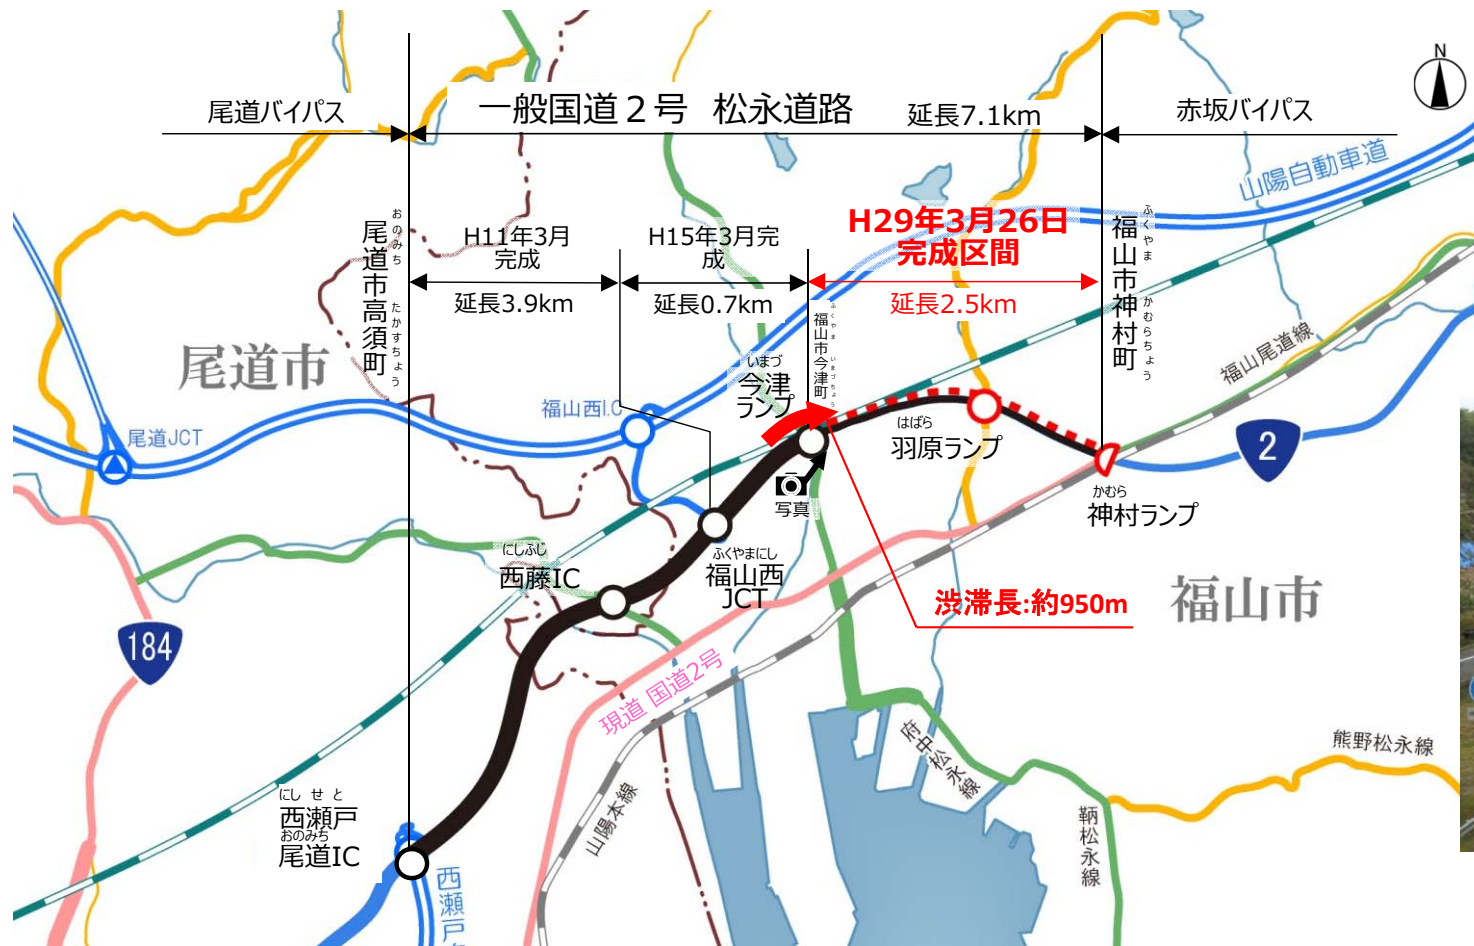 N
尾道バイパス
一般国道2号 松永道路
延長7.1km
赤坂バイパス
山陽自動車道
おのみち たかすちょう
尾道市高須町
H11年3月
完成
延長3.9km
H15年3月完
成
延長0.7km
H29年3月26日
完成区間
延長2.5km
ふくやま かむらちょう
福山市神村町
ふくやま いまづちょう
福山市今津町
尾道市
福山尾道線
いまづ
今津
ランプ
福山西I.C
尾道JCT
はばら
羽原ランプ
2
写真
かむら
神村ランプ
にしふじ
西藤IC
ふくやまにし
福山西
JCT
渋滞長:約950m
福山市
184
現道 国道2号
府中松永線
熊野松永線
山陽本線
鞆松永線
にしせと
西瀬戸
おのみち
尾道IC
西瀬戸